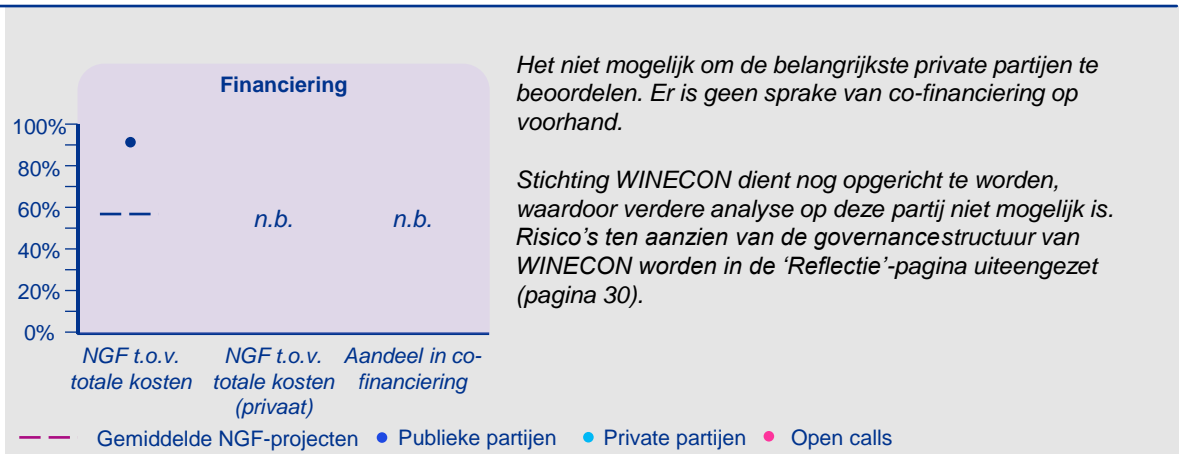 Financiering
100%
80%
60%
40%
20%
0%
n.b.
n.b.
NGF t.o.v.
totale kosten
NGF t.o.v.
totale kosten
(privaat)
Aandeel in co-
financiering
Het niet mogelijk om de belangrijkste private partijen te
beoordelen. Er is geen sprake van co-financiering op
voorhand.
Stichting WINECON dient nog opgericht te worden,
waardoor verdere analyse op deze partij niet mogelijk is.
Risico’s ten aanzien van de governancestructuur van
WINECON worden in de ‘Reflectie’-pagina uiteengezet
(pagina 30).
Gemiddelde NGF-projecten
Publieke partijen
Private partijen
Open calls